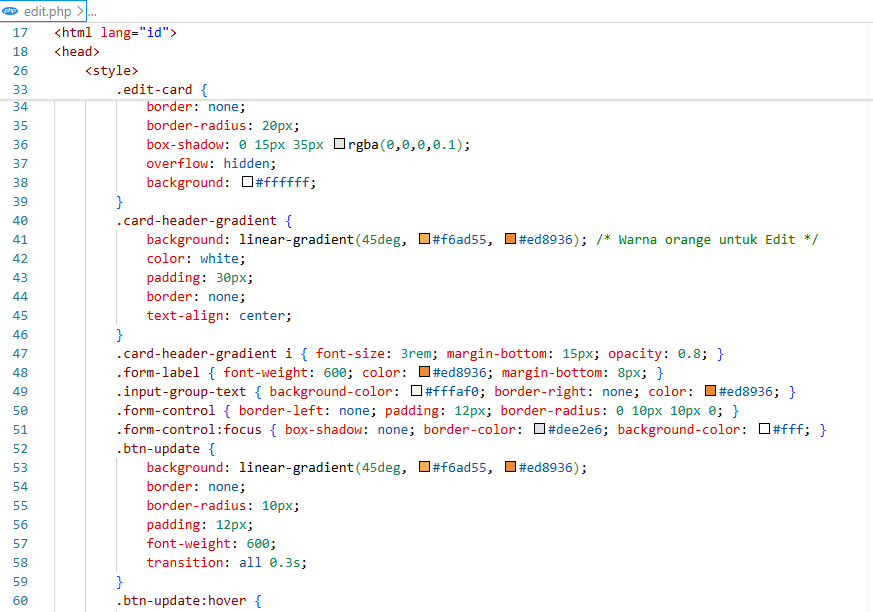 edit.php > ...
17 <html lang="id">
18 <head>
26 <style>
33 .edit-card {
34 border: none;
35 border-radius: 20px;
36 box-shadow: 0 15px 35px rgba(0,0,0,0.1);
37 overflow: hidden;
38 background: #ffffff;
39 }
40 .card-header-gradient {
41 background: linear-gradient(45deg, #f6ad55, #ed8936); /* Warna orange untuk Edit */
42 color: white;
43 padding: 30px;
44 border: none;
45 text-align: center;
46 }
47 .card-header-gradient i { font-size: 3rem; margin-bottom: 15px; opacity: 0.8; }
48 .form-label { font-weight: 600; color: #ed8936; margin-bottom: 8px; }
49 .input-group-text { background-color: #fffaf0; border-right: none; color: #ed8936; }
50 .form-control { border-left: none; padding: 12px; border-radius: 0 10px 10px 0; }
51 .form-control:focus { box-shadow: none; border-color: #dee2e6; background-color: #fff; }
52 .btn-update {
53 background: linear-gradient(45deg, #f6ad55, #ed8936);
54 border: none;
55 border-radius: 10px;
56 padding: 12px;
57 font-weight: 600;
58 transition: all 0.3s;
59 }
60 .btn-update:hover {